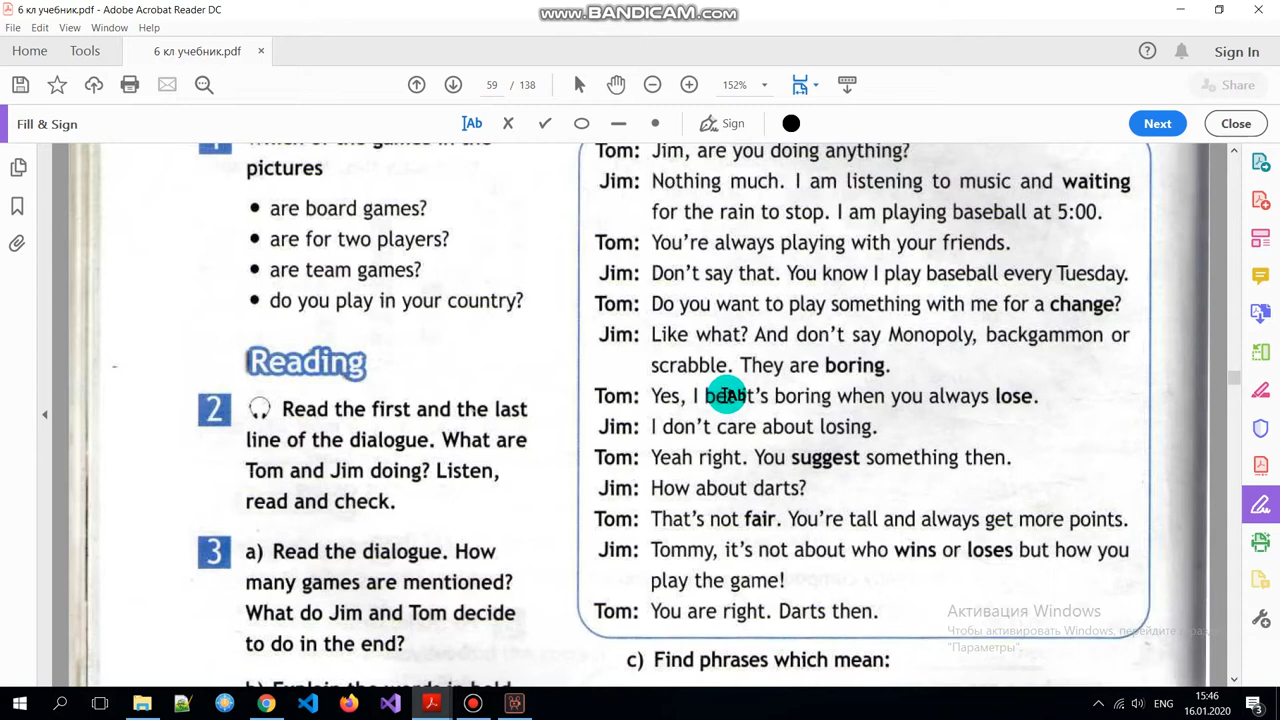 6 кл учебник.pdf - Adobe Acrobat Reader DC
WWW.BANDICAM.COM
File Edit View Window Help
Home Tools 6 кл учебник.pdf × Sign In
59 / 138 152% Share
Fill & Sign Ab Sign Next Close
pictures
• are board games?
• are for two players?
• are team games?
• do you play in your country?
Reading
2 Read the first and the last
line of the dialogue. What are
Tom and Jim doing? Listen,
read and check.
3 a) Read the dialogue. How
many games are mentioned?
What do Jim and Tom decide
to do in the end?
Tom: Jim, are you doing anything?
Jim: Nothing much. I am listening to music and waiting
for the rain to stop. I am playing baseball at 5:00.
Tom: You're always playing with your friends.
Jim: Don't say that. You know I play baseball every Tuesday.
Tom: Do you want to play something with me for a change?
Jim: Like what? And don't say Monopoly, backgammon or
scrabble. They are boring.
Tom: Yes, I bet it's boring when you always lose.
Jim: I don't care about losing.
Tom: Yeah right. You suggest something then.
Jim: How about darts?
Tom: That's not fair. You're tall and always get more points.
Jim: Tommy, it's not about who wins or loses but how you
play the game!
Tom: You are right. Darts then.
c) Find phrases which mean:
Активация Windows
Чтобы активировать Windows, перейдите в раздел
"Параметры".
ENG
15:46
16.01.2020
3